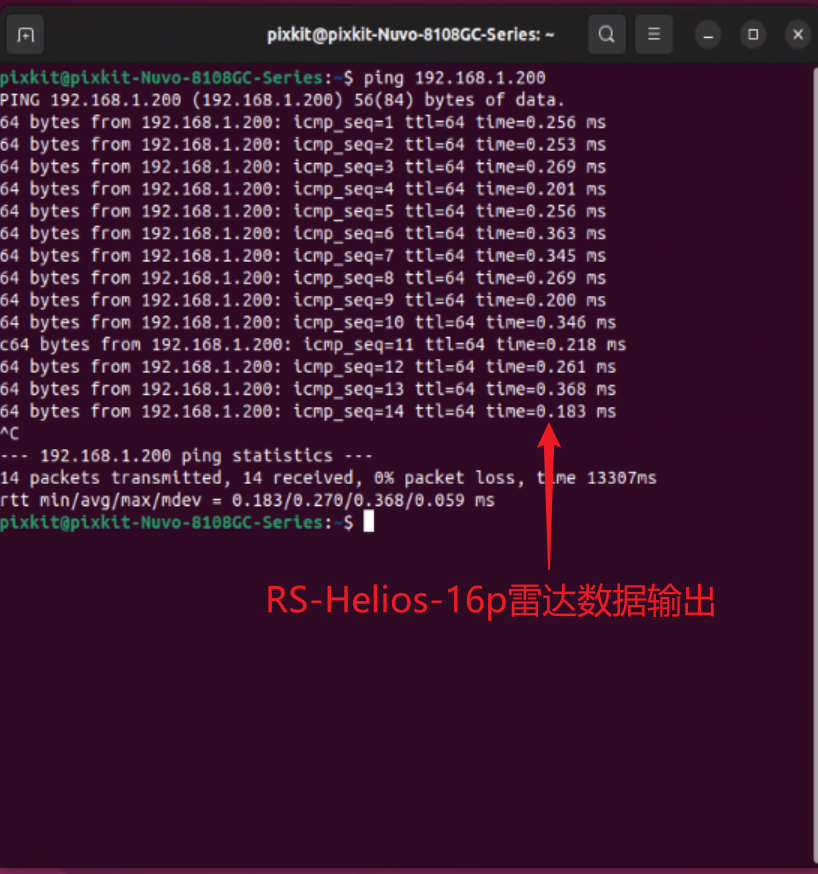 pixkit@pixkit-Nuvo-8108GC-Series: ~
pixkit@pixkit-Nuvo-8108GC-Series:~$ ping 192.168.1.200
PING 192.168.1.200 (192.168.1.200) 56(84) bytes of data.
64 bytes from 192.168.1.200: icmp_seq=1 ttl=64 time=0.256 ms
64 bytes from 192.168.1.200: icmp_seq=2 ttl=64 time=0.253 ms
64 bytes from 192.168.1.200: icmp_seq=3 ttl=64 time=0.269 ms
64 bytes from 192.168.1.200: icmp_seq=4 ttl=64 time=0.201 ms
64 bytes from 192.168.1.200: icmp_seq=5 ttl=64 time=0.256 ms
64 bytes from 192.168.1.200: icmp_seq=6 ttl=64 time=0.363 ms
64 bytes from 192.168.1.200: icmp_seq=7 ttl=64 time=0.345 ms
64 bytes from 192.168.1.200: icmp_seq=8 ttl=64 time=0.269 ms
64 bytes from 192.168.1.200: icmp_seq=9 ttl=64 time=0.200 ms
64 bytes from 192.168.1.200: icmp_seq=10 ttl=64 time=0.346 ms
c64 bytes from 192.168.1.200: icmp_seq=11 ttl=64 time=0.218 ms
64 bytes from 192.168.1.200: icmp_seq=12 ttl=64 time=0.261 ms
64 bytes from 192.168.1.200: icmp_seq=13 ttl=64 time=0.368 ms
64 bytes from 192.168.1.200: icmp_seq=14 ttl=64 time=0.183 ms
^C
--- 192.168.1.200 ping statistics ---
14 packets transmitted, 14 received, 0% packet loss, time 13307ms
rtt min/avg/max/mdev = 0.183/0.270/0.368/0.059 ms
pixkit@pixkit-Nuvo-8108GC-Series:~$
RS-Helios-16p雷达数据输出